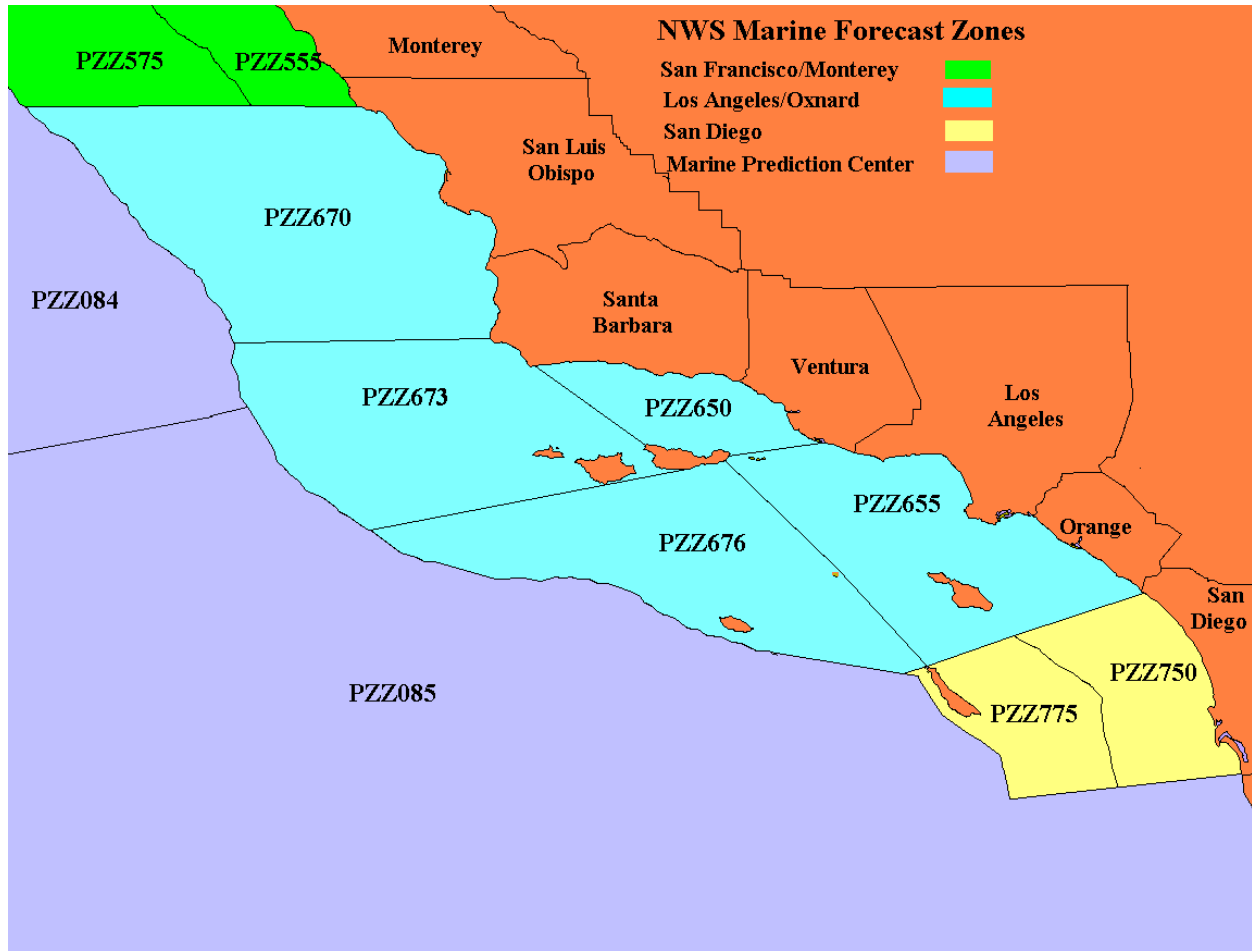 NWS Marine Forecast Zones
San Francisco/Monterey
Los Angeles/Oxnard
San Diego
Marine Prediction Center
PZZ575
PZZ555
Monterey
San Luis
Obispo
PZZ670
PZZ084
Santa
Barbara
Ventura
Los
Angeles
PZZ673
PZZ650
PZZ655
Orange
PZZ676
San
Diego
PZZ085
PZZ750
PZZ775